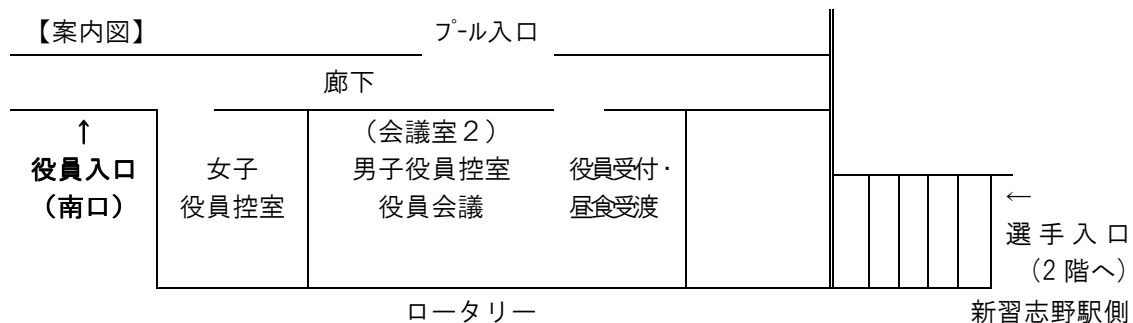 【案内図】
プール入口
廊下
↑
役員入口
（南口）
女子
役員控室
（会議室２）
男子役員控室
役員会議
役員受付・
昼食受渡
←
選手入口
（2階へ）
ロータリー
新習志野駅側